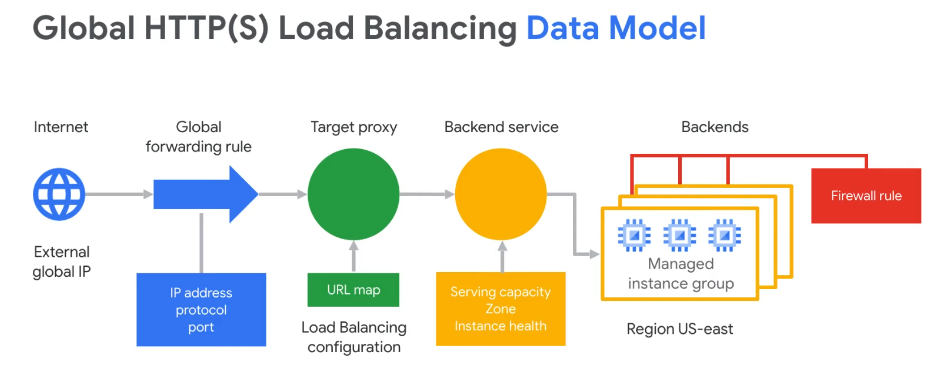 Global HTTP(S) Load Balancing Data Model
Internet
Global
forwarding rule
Target proxy
Backend service
Backends
Firewall rule
External
global IP
IP address
protocol
port
URL map
Load Balancing
configuration
Serving capacity
Zone
Instance health
Managed
instance group
Region US-east